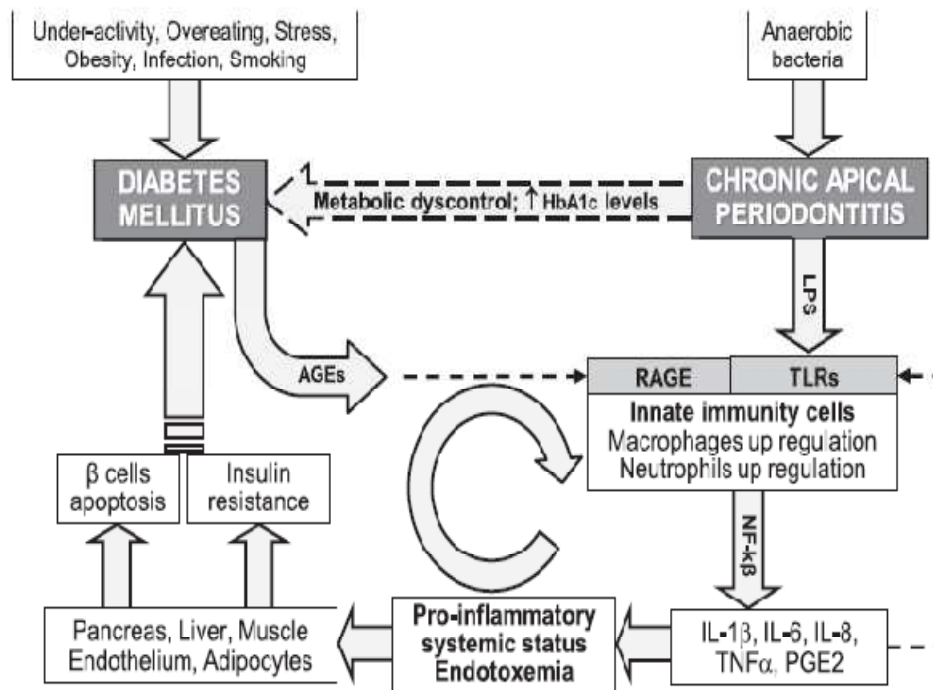 Under-activity, Overeating, Stress,
Obesity, Infection, Smoking
Anaerobic
bacteria
DIABETES
MELLITUS
Metabolic dyscontrol; ↑ HbA1c levels
CHRONIC APICAL
PERIODONTITIS
LPS
AGEs
RAGE
TLRs
Innate immunity cells
Macrophages up regulation
Neutrophils up regulation
β cells
apoptosis
Insulin
resistance
NF-kβ
Pancreas, Liver, Muscle
Endothelium, Adipocytes
Pro-inflammatory
systemic status
Endotoxemia
IL-1β, IL-6, IL-8,
TNFα, PGE2